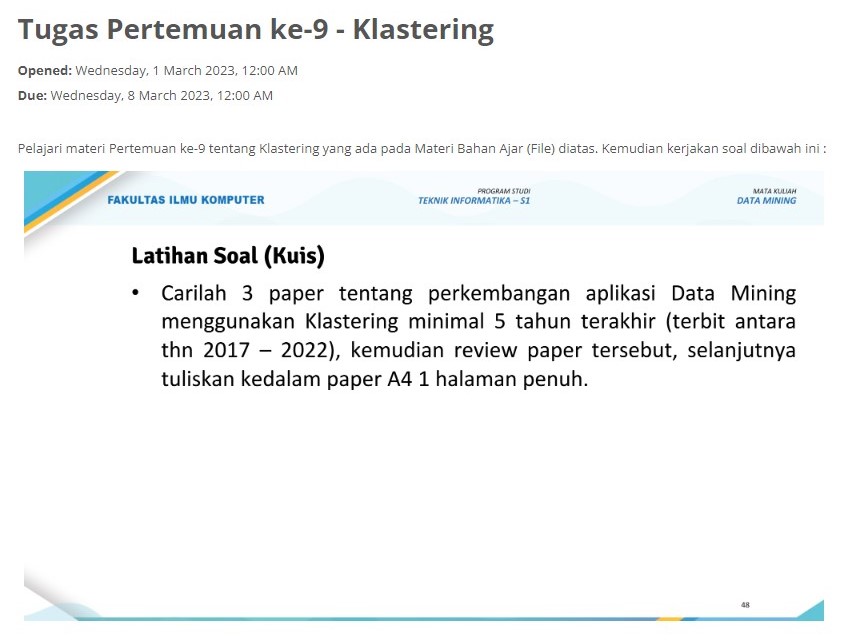 Tugas Pertemuan ke-9 - Klastering
Opened: Wednesday, 1 March 2023, 12:00 AM
Due: Wednesday, 8 March 2023, 12:00 AM
Pelajari materi Pertemuan ke-9 tentang Klastering yang ada pada Materi Bahan Ajar (File) diatas. Kemudian kerjakan soal dibawah ini :
FAKULTAS ILMU KOMPUTER
PROGRAM STUDI
TEKNIK INFORMATIKA – S1
MATA KULIAH
DATA MINING
Latihan Soal (Kuis)
• Carilah 3 paper tentang perkembangan aplikasi Data Mining
menggunakan Klastering minimal 5 tahun terakhir (terbit antara
thn 2017 – 2022), kemudian review paper tersebut, selanjutnya
tuliskan kedalam paper A4 1 halaman penuh.
48